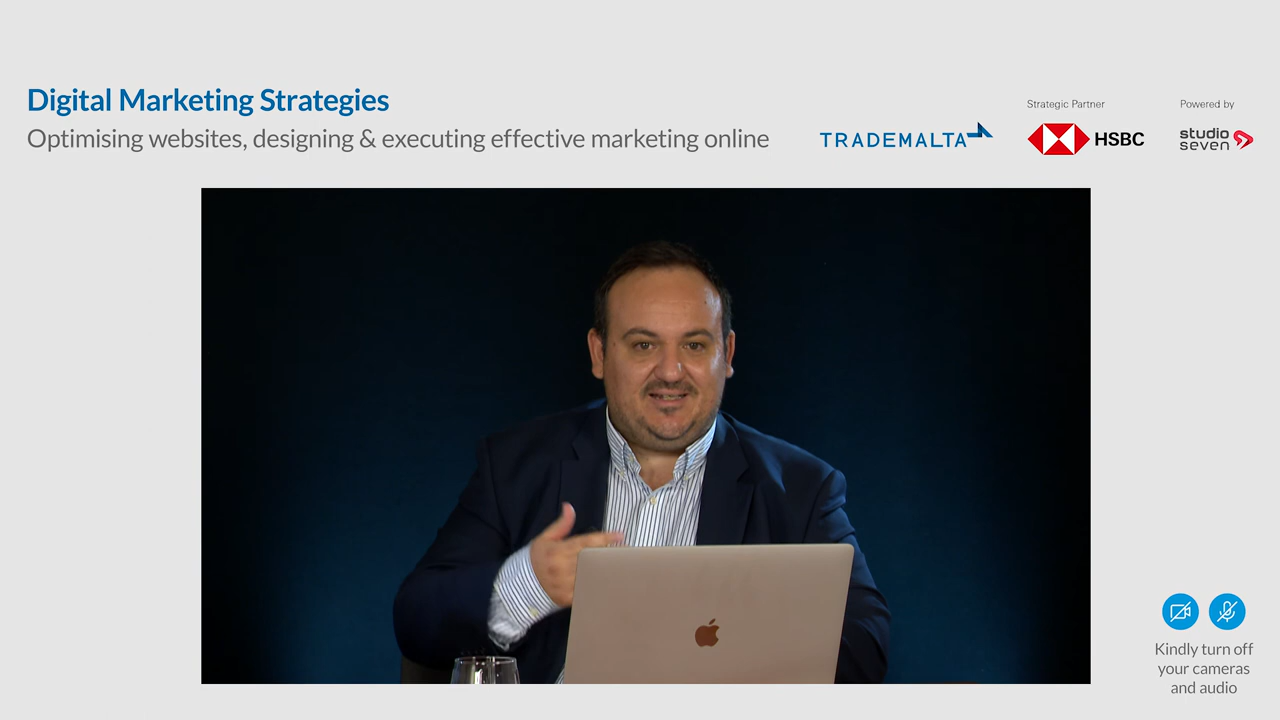 Digital Marketing Strategies
Optimising websites, designing & executing effective marketing online
TRADEMALTA
Strategic Partner
HSBC
Powered by
studio
seven
Kindly turn off
your cameras
and audio